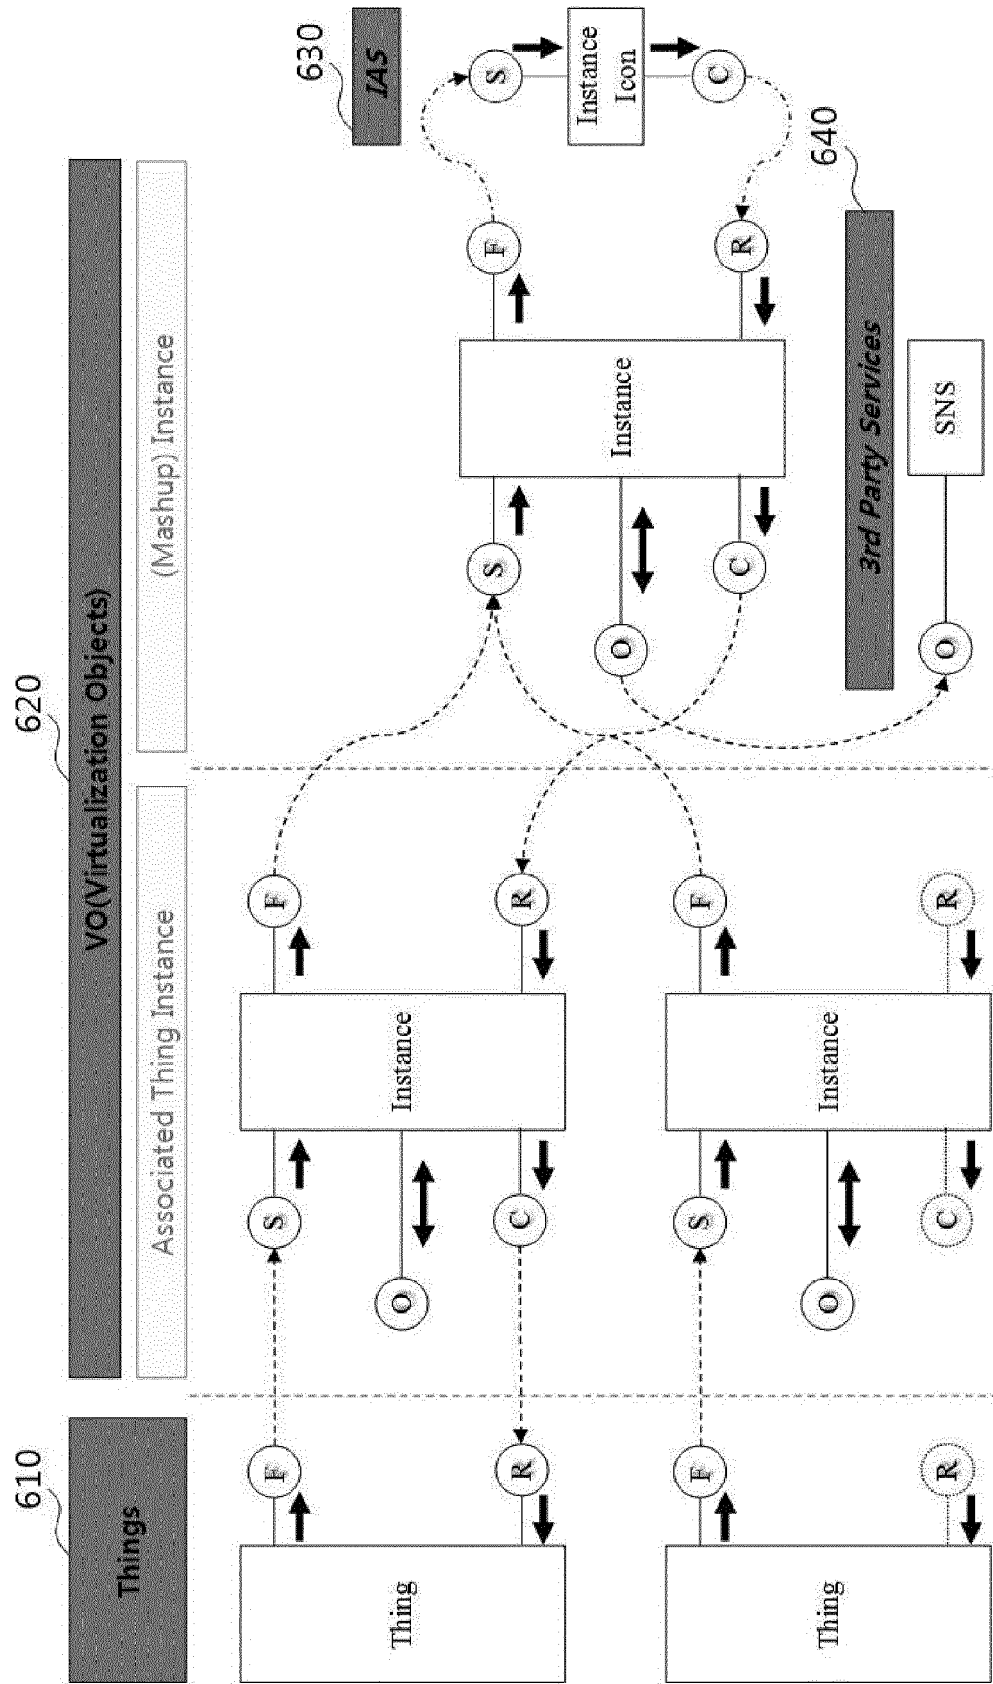 610
620
Things
VO(Virtualization Objects)
Associated Thing Instance
(Mashup) Instance
630
IAS
F
S
F
Thing
O
Instance
S
F
S
R
C
R
O
Instance
Instance
Icon
F
S
F
C
R
C
640
Thing
O
Instance
3rd Party Services
R
C
R
O
SNS